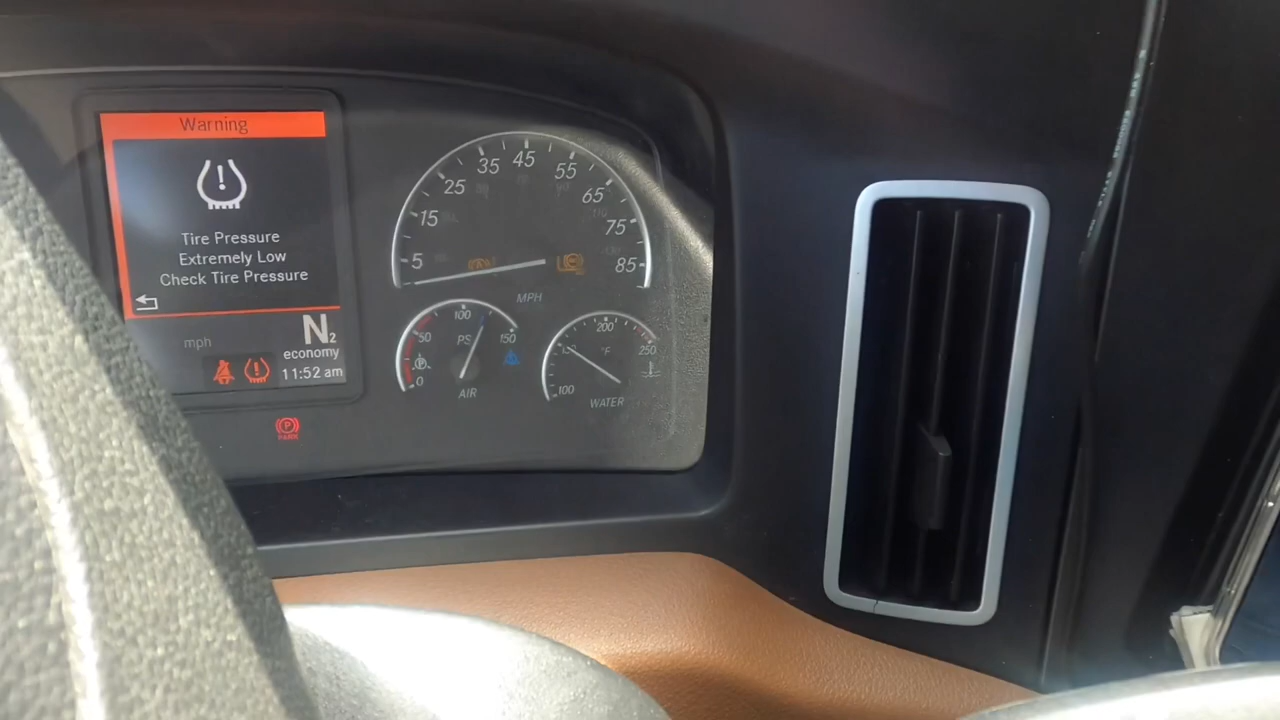 Warning
!
Tire Pressure
Extremely Low
Check Tire Pressure
mph
N2
economy
11:52 am
P
PARK
5
15
25
35
45
55
65
75
85
MPH
0
50
100
150
AIR
100
200
250
°F
WATER